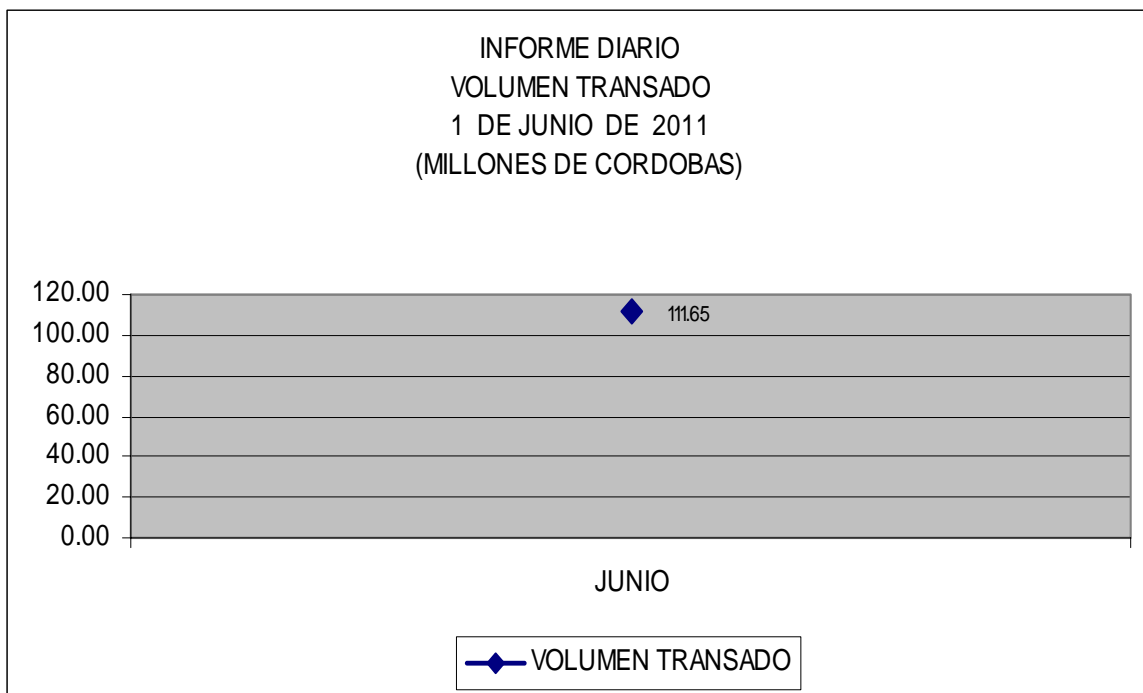 INFORME DIARIO
VOLUMEN TRANSADO
1 DE JUNIO DE 2011
(MILLONES DE CORDOBAS)
120.00
111.65
100.00
80.00
60.00
40.00
20.00
0.00
JUNIO
VOLUMEN TRANSADO